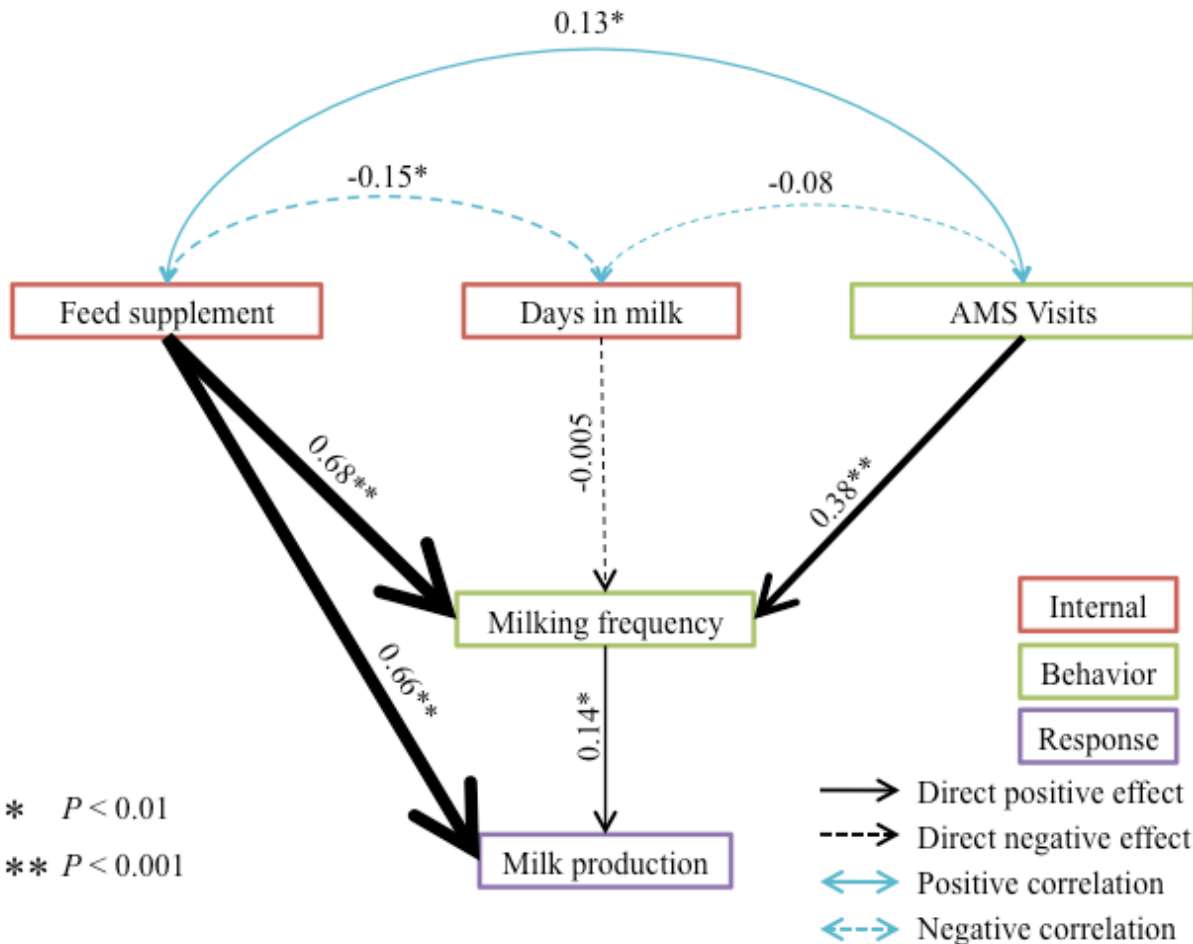 0.13*
-0.15*
-0.08
Feed supplement
Days in milk
AMS Visits
0.68**
-0.005
0.38**
Milking frequency
0.66**
0.14*
Milk production
Internal
Behavior
Response
* P < 0.01
** P < 0.001
Direct positive effect
Direct negative effect
Positive correlation
Negative correlation